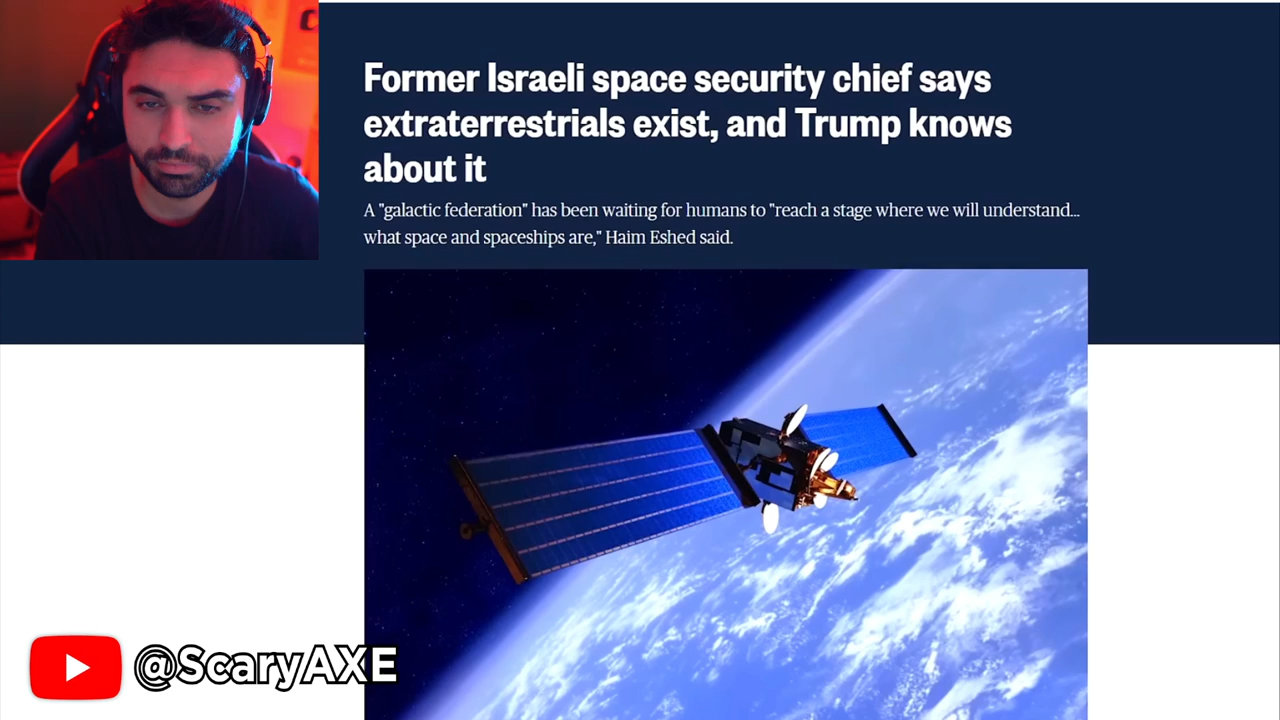 Former Israeli space security chief says
extraterrestrials exist, and Trump knows
about it
A "galactic federation" has been waiting for humans to "reach a stage where we will understand...
what space and spaceships are," Haim Eshed said.
@ScaryAXE